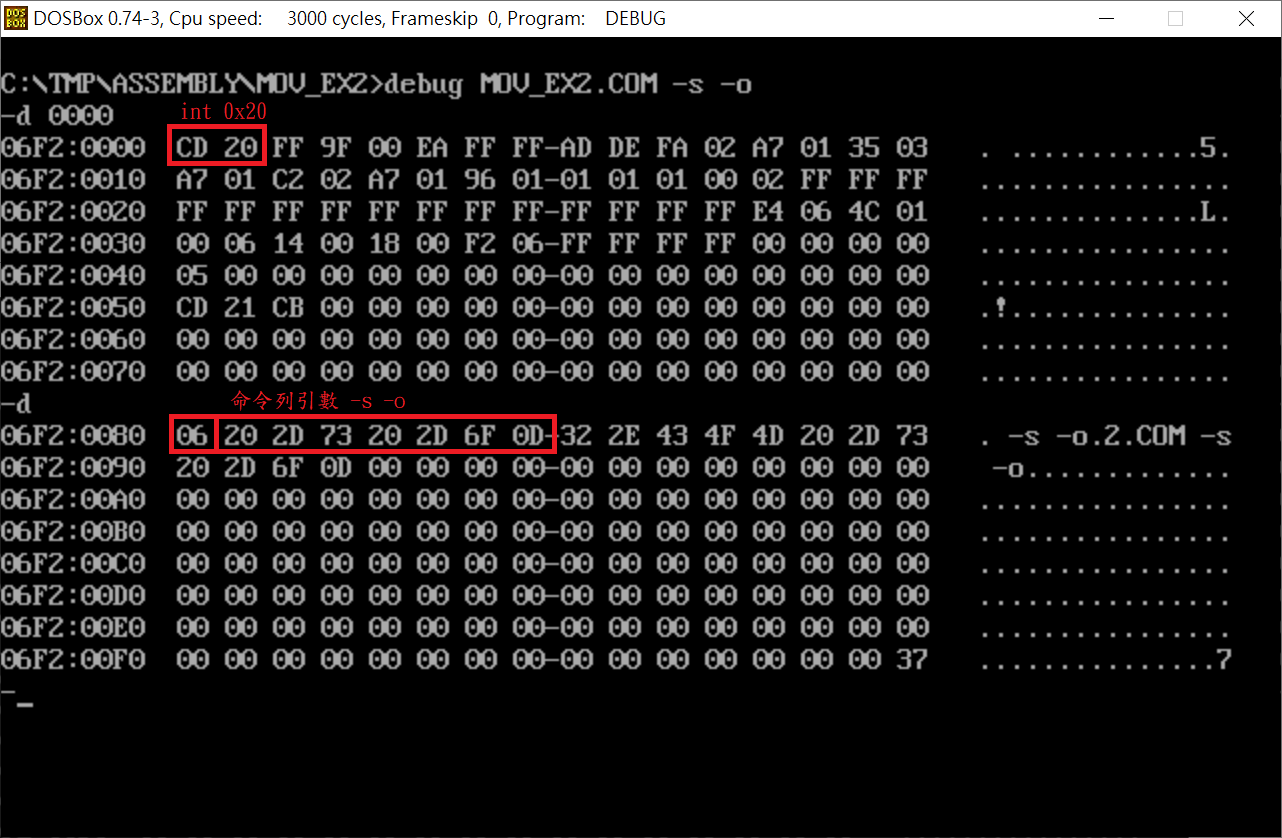 DOSBox 0.74-3, Cpu speed: 3000 cycles, Frameskip 0, Program: DEBUG
C:\TMP\ASSEMBLY\MOV_EX2>debug MOV_EX2.COM -s -o
-d 0000
int 0x20
06F2:0000 CD 20 FF 9F 00 EA FF FF-AD DE FA 02 A7 01 35 03 . ............5.
06F2:0010 A7 01 C2 02 A7 01 96 01-01 01 01 00 02 FF FF FF ................
06F2:0020 FF FF FF FF FF FF FF FF-FF FF FF FF E4 06 4C 01 ..............L.
06F2:0030 00 06 14 00 18 00 F2 06-FF FF FF FF 00 00 00 00 ................
06F2:0040 05 00 00 00 00 00 00 00-00 00 00 00 00 00 00 00 ................
06F2:0050 CD 21 CB 00 00 00 00 00-00 00 00 00 00 00 00 00 .!..............
06F2:0060 00 00 00 00 00 00 00 00-00 00 00 00 00 00 00 00 ................
06F2:0070 00 00 00 00 00 00 00 00-00 00 00 00 00 00 00 00 ................
-d
命令列引數 -s -o
06F2:0080 06 20 2D 73 20 2D 6F 0D-32 2E 43 4F 4D 20 2D 73 . -s -o.2.COM -s
06F2:0090 20 2D 6F 0D 00 00 00 00-00 00 00 00 00 00 00 00 -o.............
06F2:00A0 00 00 00 00 00 00 00 00-00 00 00 00 00 00 00 00 ................
06F2:00B0 00 00 00 00 00 00 00 00-00 00 00 00 00 00 00 00 ................
06F2:00C0 00 00 00 00 00 00 00 00-00 00 00 00 00 00 00 00 ................
06F2:00D0 00 00 00 00 00 00 00 00-00 00 00 00 00 00 00 00 ................
06F2:00E0 00 00 00 00 00 00 00 00-00 00 00 00 00 00 00 00 ................
06F2:00F0 00 00 00 00 00 00 00 00-00 00 00 00 00 00 00 37 ...............7
-_